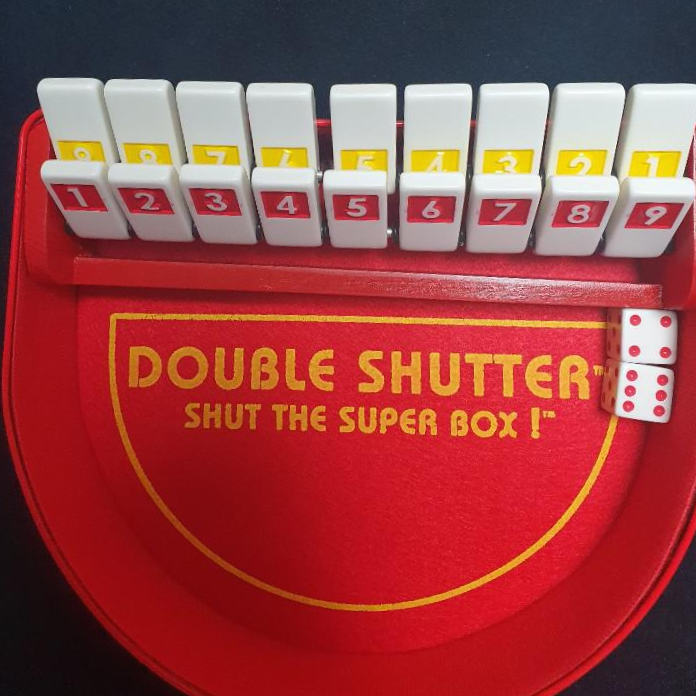 9 8 7 6 5 4 3 2 1
1 2 3 4 5 6 7 8 9
DOUBLE SHUTTER™
SHUT THE SUPER BOX !™